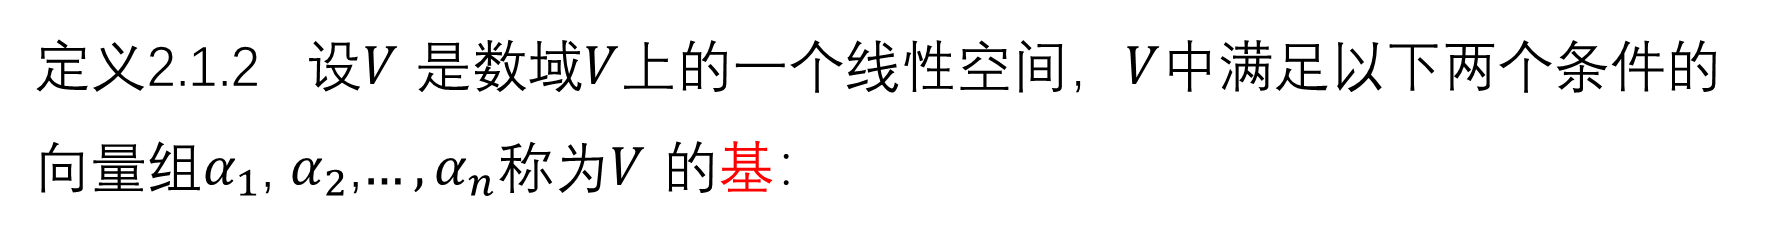 定义2.1.2 设V 是数域V上的一个线性空间, V中满足以下两个条件的
向量组α₁, α₂,…,αₙ称为V 的基: